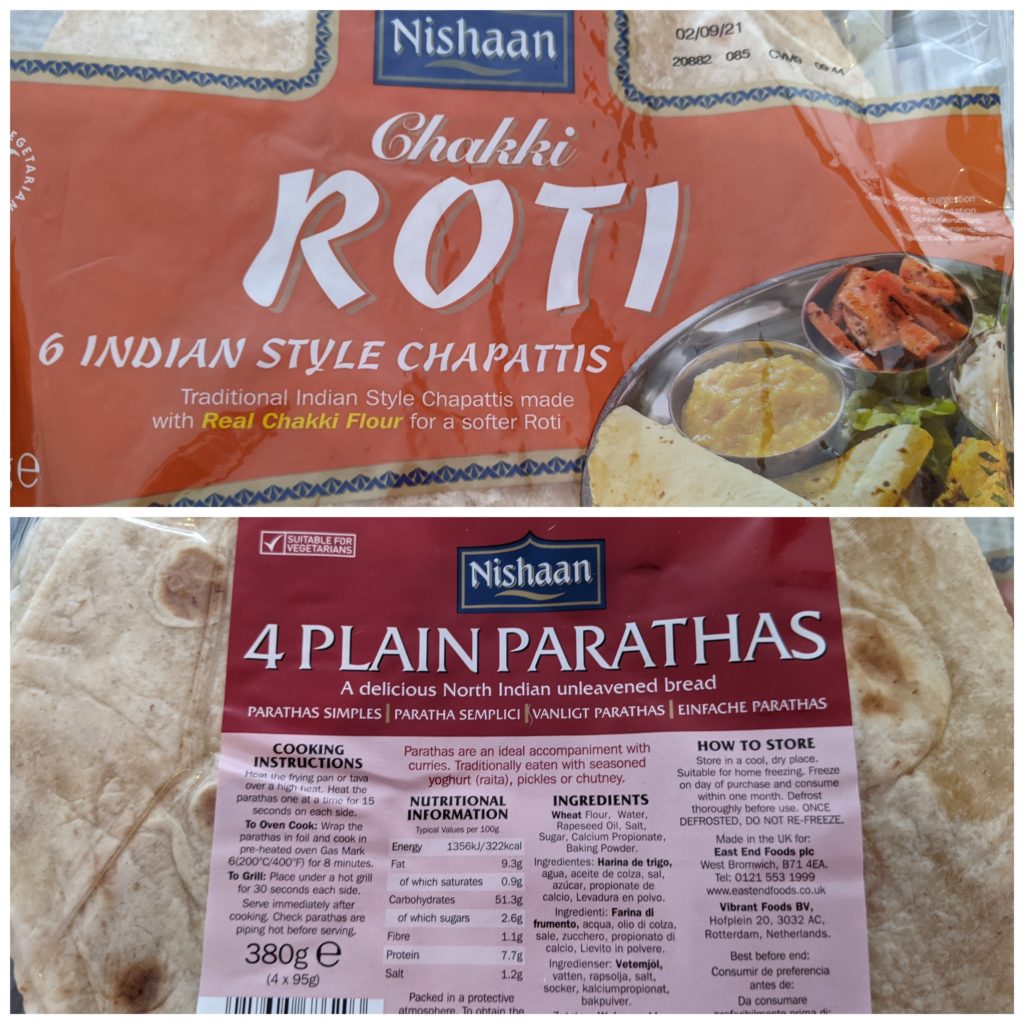 Nishaan
02/09/21
20882 085
Chakki
ROTI
VEGETARIAN
Serving suggestion
6 INDIAN STYLE CHAPATTIS
Traditional Indian Style Chapattis made
with Real Chakki Flour for a softer Roti
e
SUITABLE FOR
VEGETARIANS
Nishaan
4 PLAIN PARATHAS
A delicious North Indian unleavened bread
PARATHAS SIMPLES | PARATHA SEMPLICI | VANLIGT PARATHAS | EINFACHE PARATHAS
COOKING
INSTRUCTIONS
Heat the frying pan or tava
over a high heat. Heat the
parathas one at a time for 15
seconds on each side.
To Oven Cook: Wrap the
parathas in foil and cook in
pre-heated oven Gas Mark
6(200°C/400°F) for 8 minutes.
To Grill: Place under a hot grill
for 30 seconds each side.
Serve immediately after
cooking. Check parathas are
piping hot before serving.
380g e
(4 x 95g)
Parathas are an ideal accompaniment with
curries. Traditionally eaten with seasoned
yoghurt (raita), pickles or chutney.
NUTRITIONAL
INFORMATION
Typical Values per 100g
Energy 1356kJ/322kcal
Fat 9.3g
of which saturates 0.9g
Carbohydrates 51.3g
of which sugars 2.6g
Fibre 1.1g
Protein 7.7g
Salt 1.2g
Packed in a protective
atmosphere. To obtain the
INGREDIENTS
Wheat Flour, Water,
Rapeseed Oil, Salt,
Sugar, Calcium Propionate,
Baking Powder.
Ingredientes: Harina de trigo,
agua, aceite de colza, sal,
azúcar, propionato de
calcio, Levadura en polvo.
Ingredienti: Farina di
frumento, acqua, olio di colza,
sale, zucchero, propionato di
calcio, Lievito in polvere.
Ingredienser: Vetemjöl,
vatten, rapsolja, salt,
socker, kalciumpropionat,
bakpulver.
HOW TO STORE
Store in a cool, dry place.
Suitable for home freezing. Freeze
on day of purchase and consume
within one month. Defrost
thoroughly before use. ONCE
DEFROSTED, DO NOT RE-FREEZE.
Made in the UK for:
East End Foods plc
West Bromwich, B71 4EA.
Tel: 0121 553 1999
www.eastendfoods.co.uk
Vibrant Foods BV,
Hofplein 20, 3032 AC,
Rotterdam, Netherlands.
Best before end:
Consumir de preferencia
antes de:
Da consumare
preferibilmente prima di: